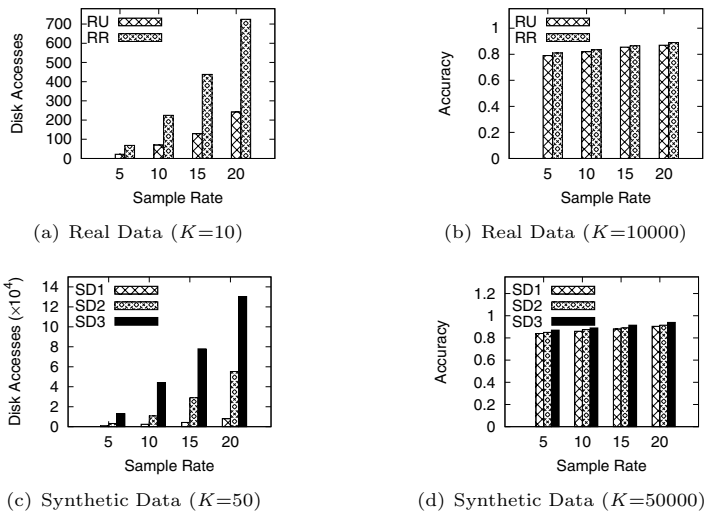 RU
RR
Disk Accesses
700
600
500
400
300
200
100
0
5 10 15 20
Sample Rate
(a) Real Data (K=10)
RU
RR
Accuracy
1
0.8
0.6
0.4
0.2
0
5 10 15 20
Sample Rate
(b) Real Data (K=10000)
SD1
SD2
SD3
Disk Accesses (×10⁴)
14
12
10
8
6
4
2
0
5 10 15 20
Sample Rate
(c) Synthetic Data (K=50)
SD1
SD2
SD3
Accuracy
1.2
1
0.8
0.6
0.4
0.2
0
5 10 15 20
Sample Rate
(d) Synthetic Data (K=50000)